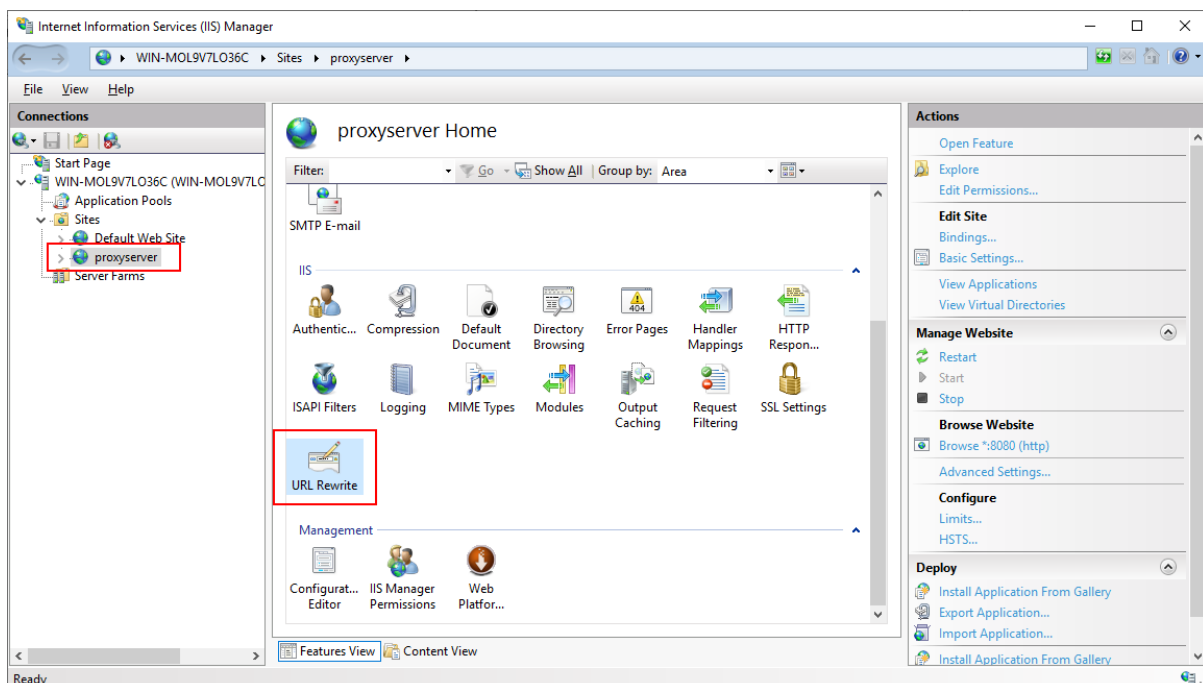 Internet Information Services (IIS) Manager
WIN-MOL9V7LO36C Sites proxyserver
File View Help
Connections
Start Page
WIN-MOL9V7LO36C (WIN-MOL9V7LO
Application Pools
Sites
Default Web Site
proxyserver
Server Farms
proxyserver Home
Filter: Go Show All Group by: Area
SMTP E-mail
IIS
Authentic... Compression Default Document Directory Browsing Error Pages Handler Mappings HTTP Respon...
ISAPI Filters Logging MIME Types Modules Output Caching Request Filtering SSL Settings
URL Rewrite
Management
Configurat... Editor IIS Manager Permissions Web Platfor...
Features View Content View
Actions
Open Feature
Explore
Edit Permissions...
Edit Site
Bindings...
Basic Settings...
View Applications
View Virtual Directories
Manage Website
Restart
Start
Stop
Browse Website
Browse *:8080 (http)
Advanced Settings...
Configure
Limits...
HSTS...
Deploy
Install Application From Gallery
Export Application...
Import Application...
Install Application From Gallery
Ready